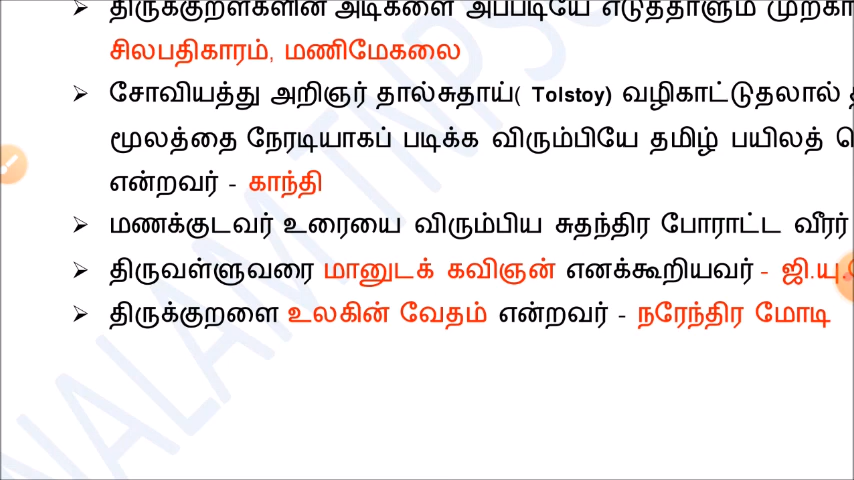 திருக்குறள்களின் அடிகளை அப்படியே எடுத்தாளும்
சிலபதிகாரம், மணிமேகலை
சோவியத்து அறிஞர் தால்சுதாய்( Tolstoy) வழிகாட்டுதலால்
மூலத்தை நேரடியாகப் படிக்க விரும்பியே தமிழ் பயிலத்
என்றவர் - காந்தி
மணக்குடவர் உரையை விரும்பிய சுதந்திர போராட்ட வீரர்
திருவள்ளுவரை மானுடக் கவிஞன் எனக்கூறியவர் - ஜி.யு.
திருக்குறளை உலகின் வேதம் என்றவர் - நரேந்திர மோடி
NALAM TNPSC